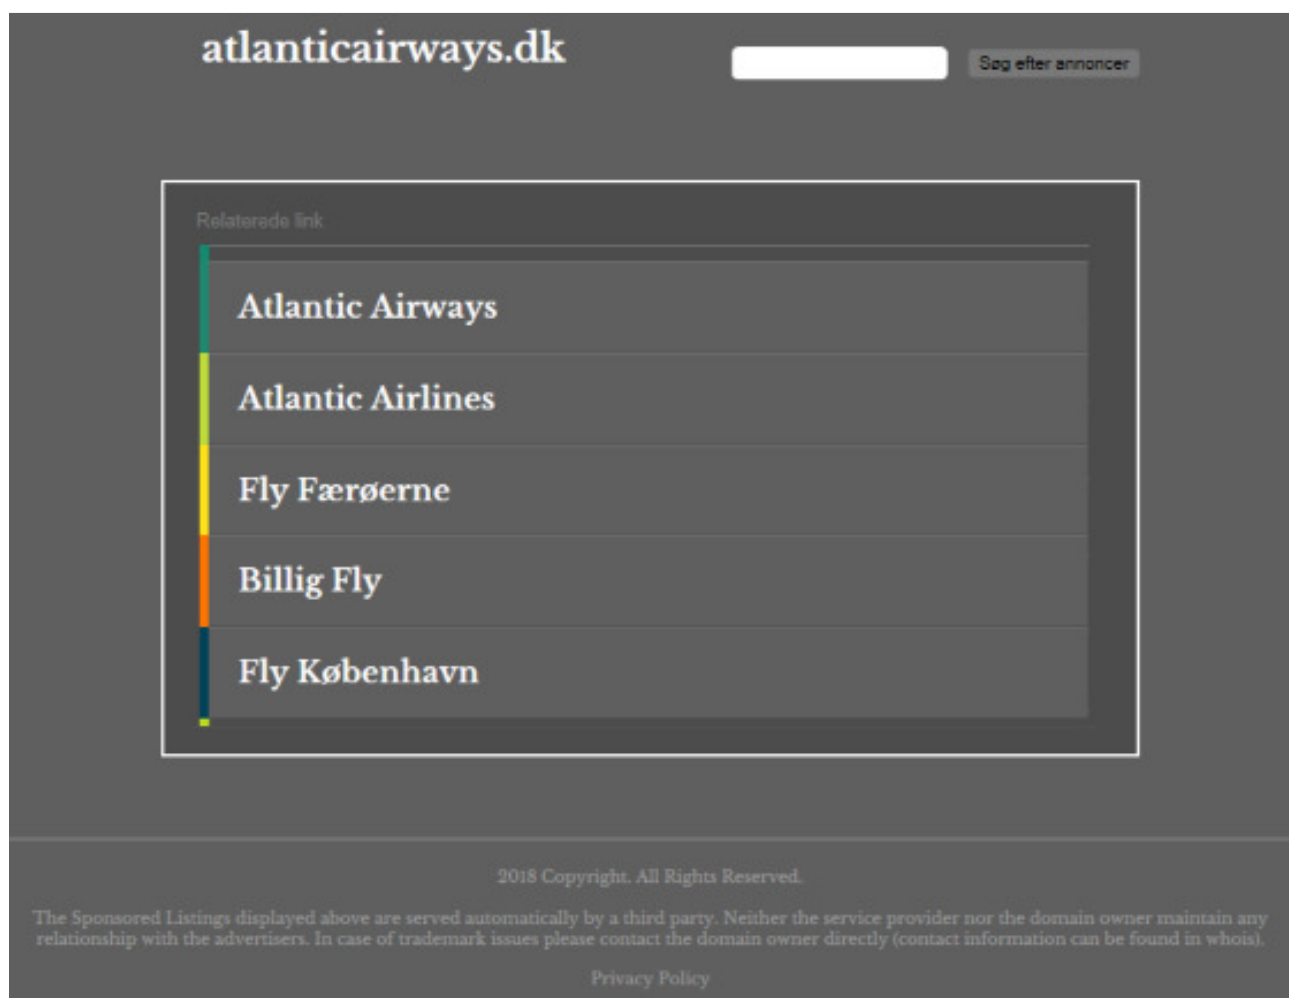 atlanticairways.dk
Søg efter annoncer
Relaterede link
Atlantic Airways
Atlantic Airlines
Fly Færøerne
Billig Fly
Fly København
2018 Copyright. All Rights Reserved.
The Sponsored Listings displayed above are served automatically by a third party. Neither the service provider nor the domain owner maintain any
relationship with the advertisers. In case of trademark issues please contact the domain owner directly (contact information can be found in whois).
Privacy Policy